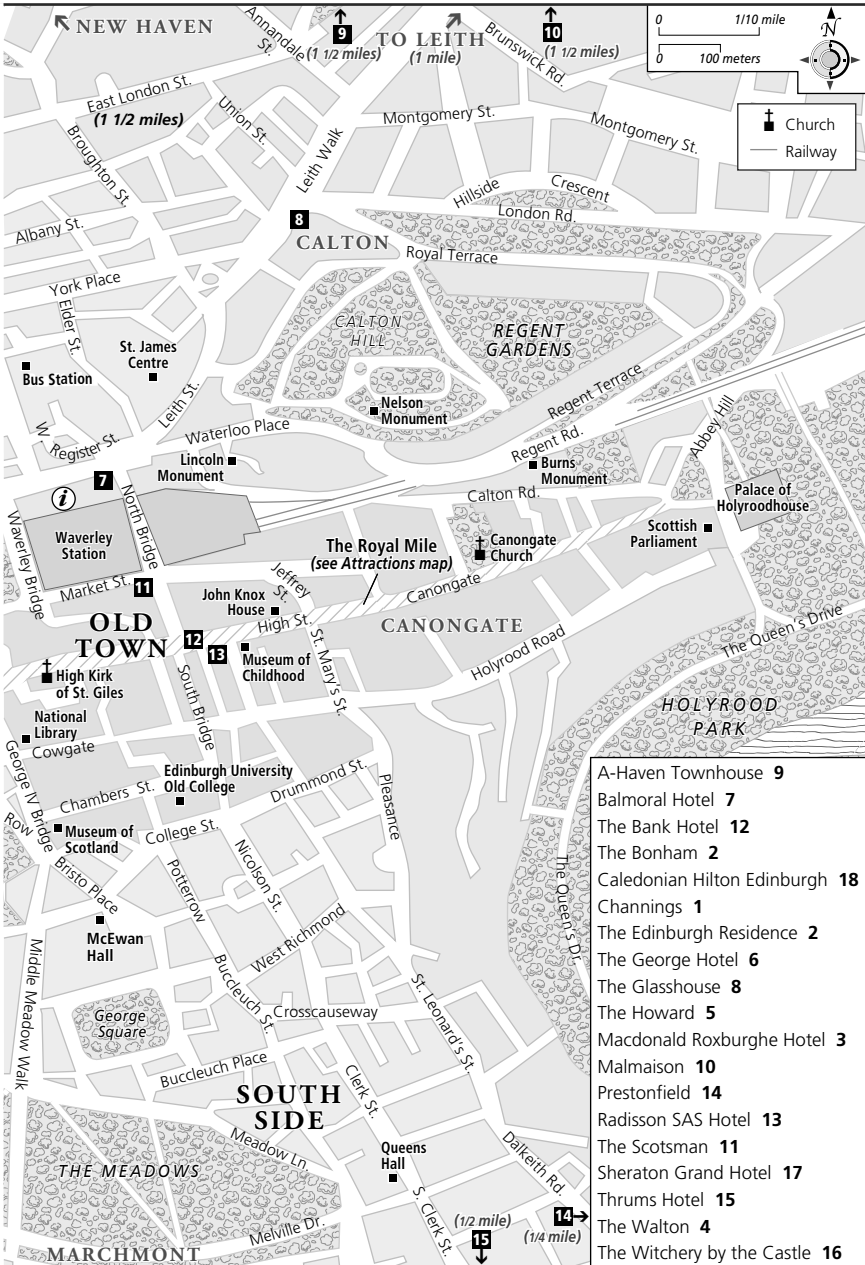 NEW HAVEN
Annandale
St.
9
(1 1/2 miles)
TO LEITH
(1 mile)
10
(1 1/2 miles)
Brunswick Rd.
0
1/10 mile
0
100 meters
N
Church
Railway
East London St.
(1 1/2 miles)
Union St.
Broughton St.
Leith Walk
Montgomery St.
Montgomery St.
Hillside
Crescent
London Rd.
8
CALTON
Royal Terrace
Albany St.
York Place
Elder St.
CALTON
HILL
REGENT
GARDENS
St. James
Centre
Bus Station
Leith St.
Nelson
Monument
Regent Terrace
W.
Register St.
Waterloo Place
Lincoln
Monument
Regent Rd.
Burns
Monument
Abbey Hill
7
i
North Bridge
Calton Rd.
Palace of
Holyroodhouse
Waverley Bridge
Waverley
Station
The Royal Mile
(see Attractions map)
Canongate
Church
Scottish
Parliament
Market St.
11
Jeffrey
St.
John Knox
House
Canongate
OLD
TOWN
12
13
High St.
CANONGATE
Museum of
Childhood
St. Mary's St.
Holyrood Road
The Queen's Drive
High Kirk
of St. Giles
South Bridge
HOLYROOD
PARK
National
Library
Cowgate
George IV Bridge
Edinburgh University
Old College
Drummond St.
Chambers St.
Pleasance
Row
Museum of
Scotland
College St.
Nicolson St.
Bristo Place
Potterrow
The Queen's Dr.
McEwan
Hall
West Richmond
Middle Meadow Walk
Buccleuch St.
George
Square
Crosscauseway
St. Leonard's St.
Buccleuch Place
SOUTH
SIDE
Clerk St.
Meadow Ln.
Queens
Hall
Dalkeith Rd.
THE MEADOWS
S. Clerk St.
(1/2 mile)
15
14
(1/4 mile)
Melville Dr.
MARCHMONT
A-Haven Townhouse 9
Balmoral Hotel 7
The Bank Hotel 12
The Bonham 2
Caledonian Hilton Edinburgh 18
Channings 1
The Edinburgh Residence 2
The George Hotel 6
The Glasshouse 8
The Howard 5
Macdonald Roxburghe Hotel 3
Malmaison 10
Prestonfield 14
Radisson SAS Hotel 13
The Scotsman 11
Sheraton Grand Hotel 17
Thrums Hotel 15
The Walton 4
The Witchery by the Castle 16